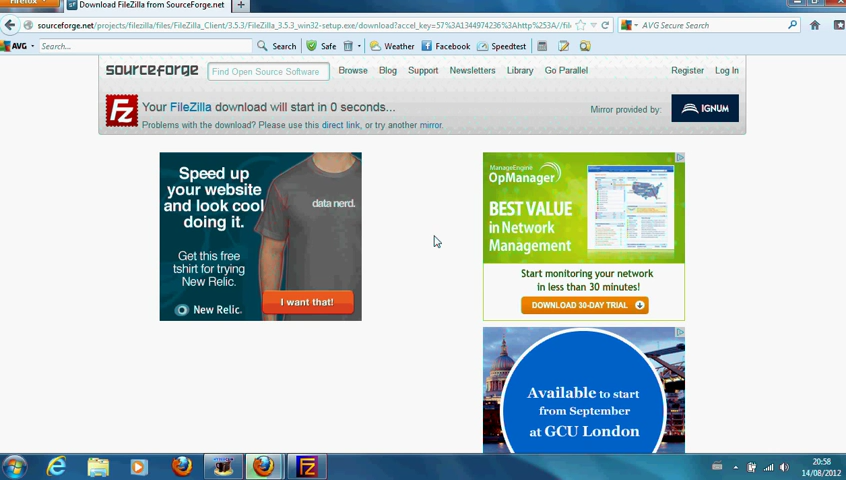 Firefox
Download FileZilla from SourceForge.net
sourceforge.net/projects/filezilla/files/FileZilla_Client/3.5.3/FileZilla_3.5.3_win32-setup.exe/download?accel_key=57%3A1344974236%3Ahttp%253A//fil
AVG Secure Search
AVG
Search...
Search
Safe
Weather
Facebook
Speedtest
sourceforge
Find Open Source Software
Browse
Blog
Support
Newsletters
Library
Go Parallel
Register
Log In
Fz
Your FileZilla download will start in 0 seconds...
Problems with the download? Please use this direct link, or try another mirror.
Mirror provided by:
IGNUM
Speed up
your website
and look cool
doing it.
data nerd.
Get this free
tshirt for trying
New Relic.
New Relic.
I want that!
ManageEngine
OpManager
BEST VALUE
in Network
Management
Start monitoring your network
in less than 30 minutes!
DOWNLOAD 30-DAY TRIAL
Available to start
from September
at GCU London
Fz
20:58
14/08/2012